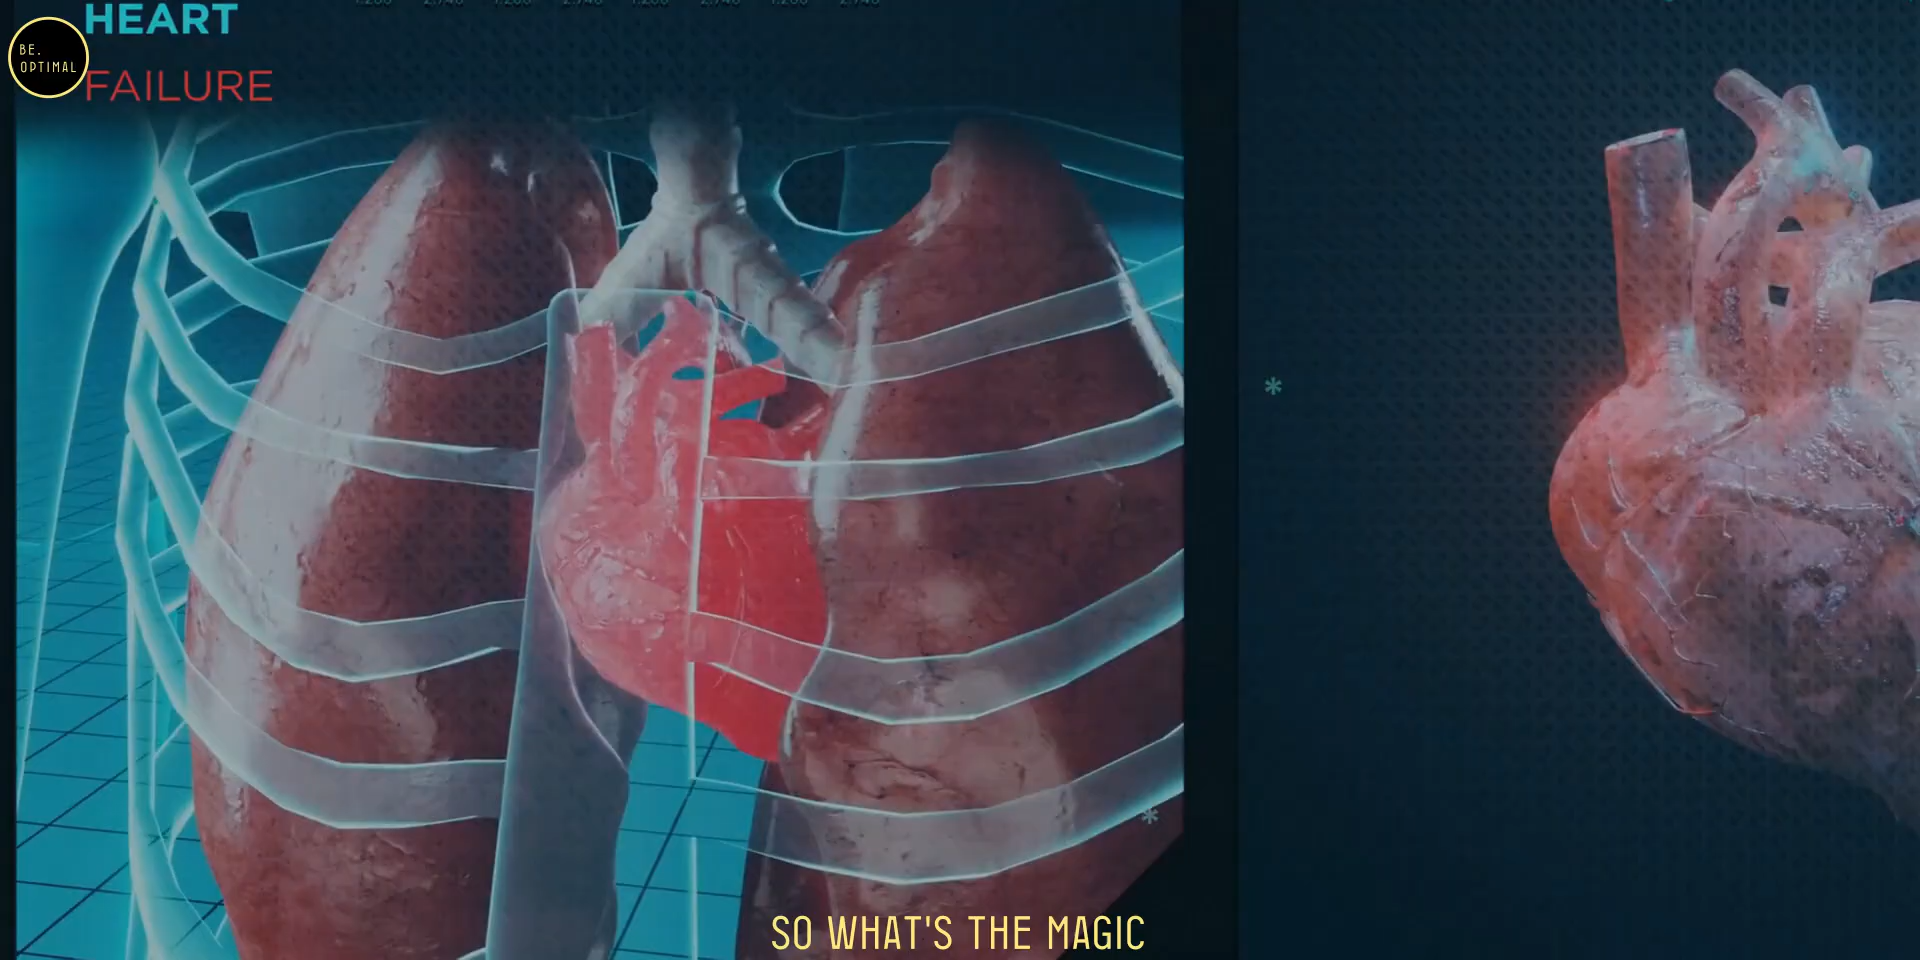 HEART
BE.
OPTIMAL
FAILURE
SO WHAT'S THE MAGIC